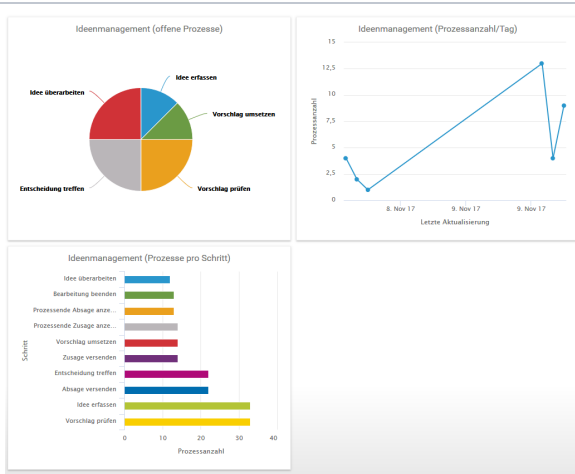 Ideenmanagement (offene Prozesse)
Idee erfassen
Idee überarbeiten
Vorschlag umsetzen
Entscheidung treffen
Vorschlag prüfen
Ideenmanagement (Prozessanzahl/Tag)
15
12,5
10
7,5
5
2,5
0
Prozessanzahl
8. Nov 17
9. Nov 17
9. Nov 17
Letzte Aktualisierung
Ideenmanagement (Prozesse pro Schritt)
Schritt
Idee überarbeiten
Bearbeitung beenden
Prozessende Absage anze...
Prozessende Zusage anze...
Vorschlag umsetzen
Zusage versenden
Entscheidung treffen
Absage versenden
Idee erfassen
Vorschlag prüfen
0 10 20 30 40
Prozessanzahl